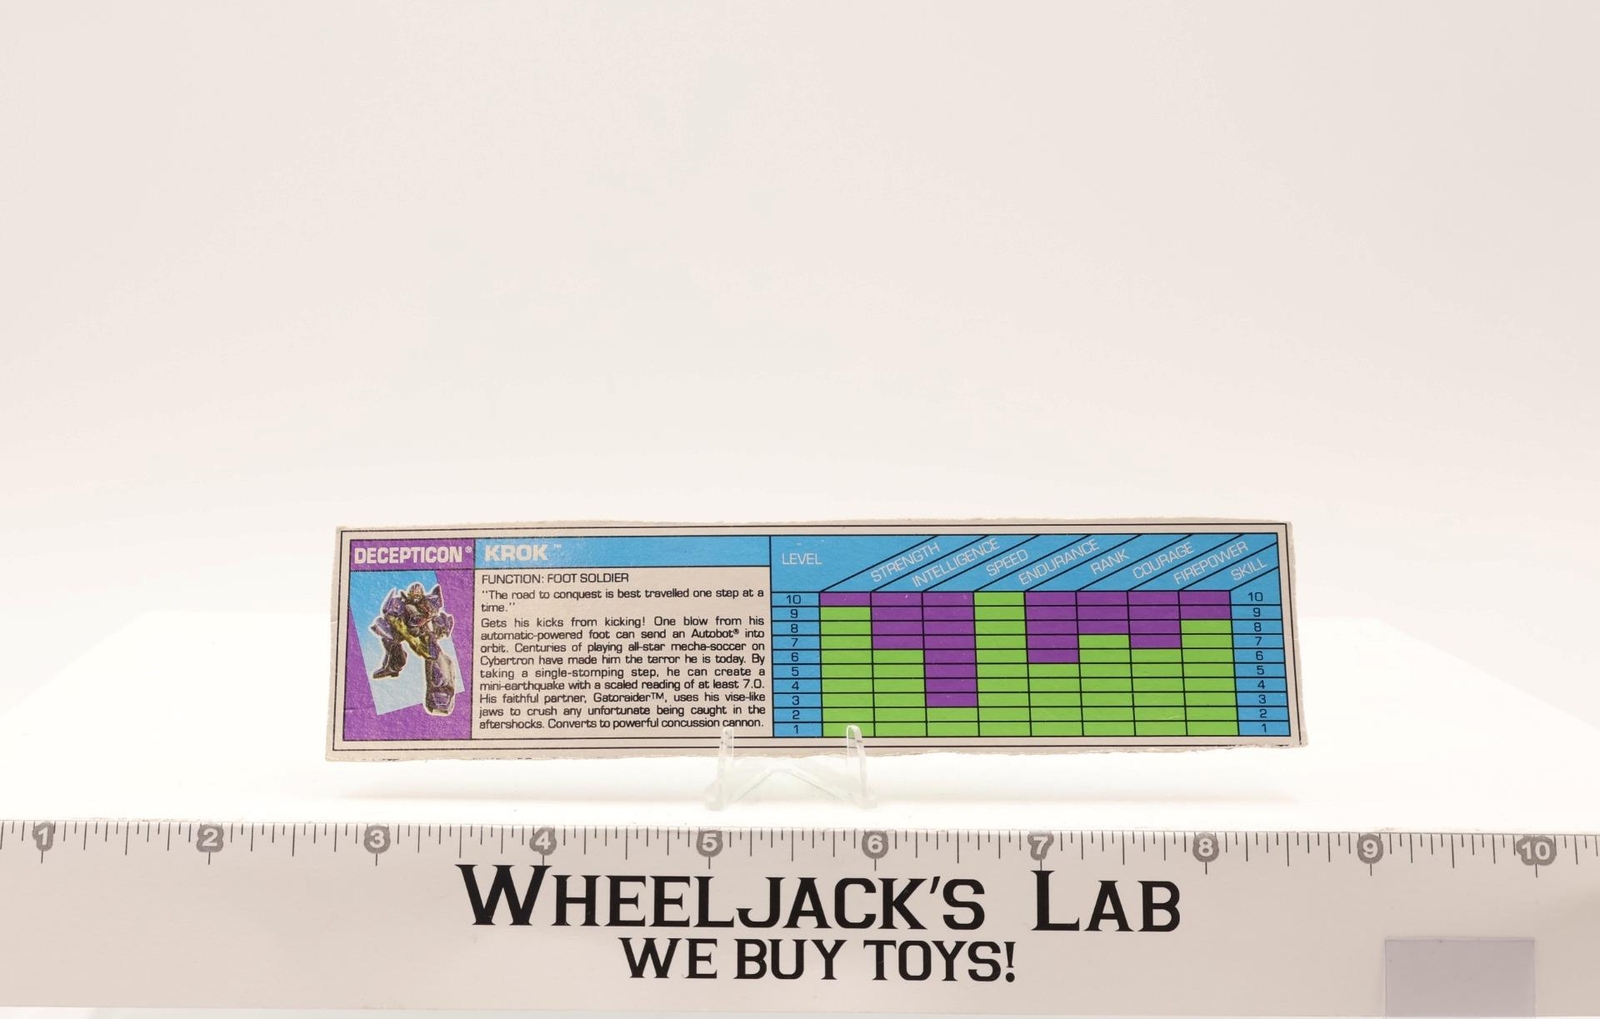 DECEPTICON®
KROK™
FUNCTION: FOOT SOLDIER
"The road to conquest is best travelled one step at a
time."
Gets his kicks from kicking! One blow from his
automatic-powered foot can send an Autobot® into
orbit. Centuries of playing all-star mecha-soccer on
Cybertron have made him the terror he is today. By
taking a single-stomping step, he can create a
mini-earthquake with a scaled reading of at least 7.0.
His faithful partner, Gatoraider™, uses his vise-like
jaws to crush any unfortunate being caught in the
aftershocks. Converts to powerful concussion cannon.
LEVEL
STRENGTH
INTELLIGENCE
SPEED
ENDURANCE
RANK
COURAGE
FIREPOWER
SKILL
10 10
9 9
8 8
7 7
6 6
5 5
4 4
3 3
2 2
1 1
1 2 3 4 5 6 7 8 9 10
WHEELJACK'S LAB
WE BUY TOYS!